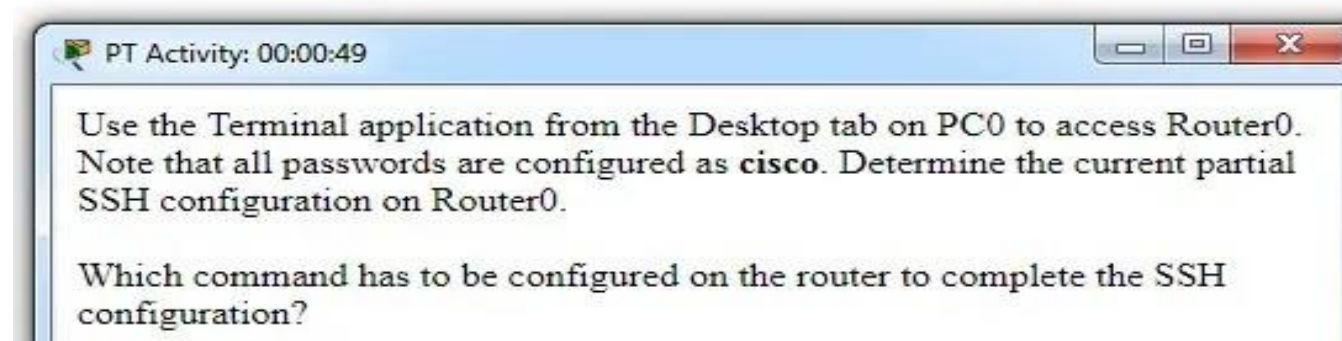 PT Activity: 00:00:49
Use the Terminal application from the Desktop tab on PC0 to access Router0.
Note that all passwords are configured as cisco. Determine the current partial
SSH configuration on Router0.
Which command has to be configured on the router to complete the SSH
configuration?